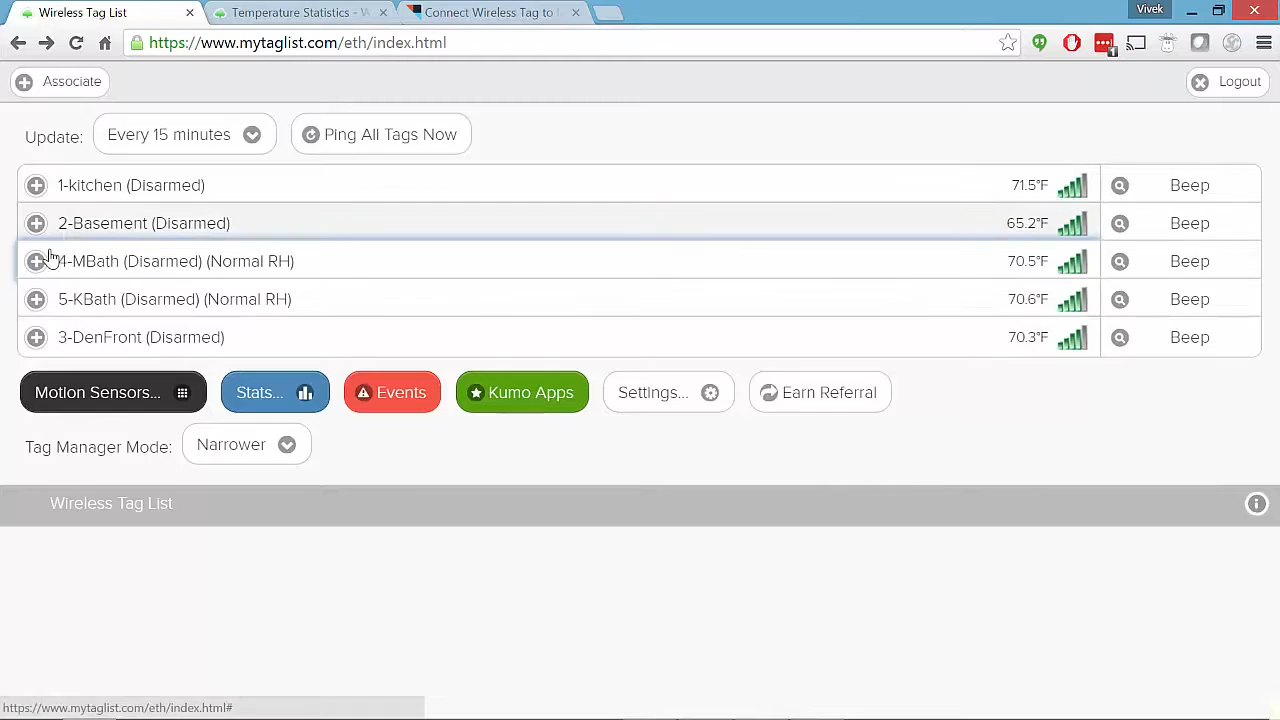 Wireless Tag List
Temperature Statistics - W
Connect Wireless Tag to
Vivek
https://www.mytaglist.com/eth/index.html
1
Associate
Logout
Update:
Every 15 minutes
Ping All Tags Now
1-kitchen (Disarmed) 71.5°F Beep
2-Basement (Disarmed) 65.2°F Beep
4-MBath (Disarmed) (Normal RH) 70.5°F Beep
5-KBath (Disarmed) (Normal RH) 70.6°F Beep
3-DenFront (Disarmed) 70.3°F Beep
Motion Sensors... Stats... Events Kumo Apps Settings... Earn Referral
Tag Manager Mode: Narrower
Wireless Tag List
https://www.mytaglist.com/eth/index.html#